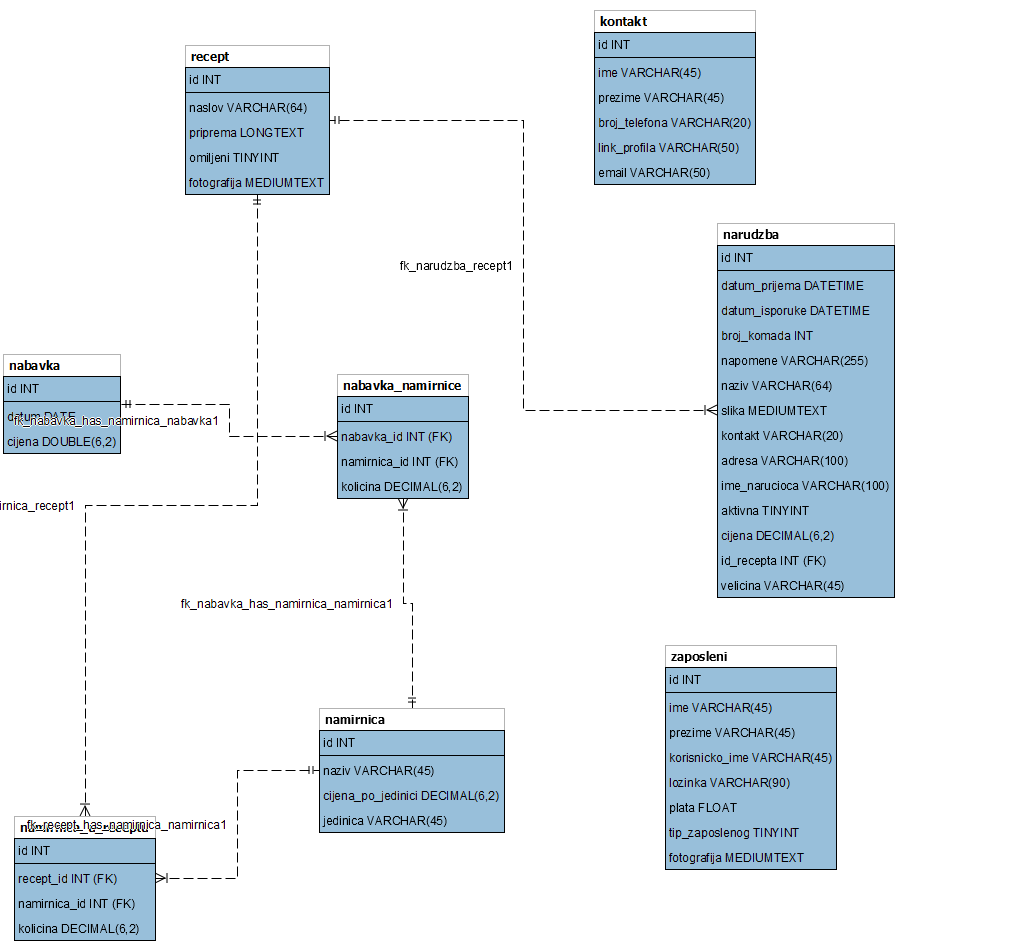 kontakt
id INT
ime VARCHAR(45)
prezime VARCHAR(45)
broj_telefona VARCHAR(20)
link_profila VARCHAR(50)
email VARCHAR(50)
recept
id INT
naslov VARCHAR(64)
priprema LONGTEXT
omiljeni TINYINT
fotografija MEDIUMTEXT
fk_narudzba_recept1
narudzba
id INT
datum_prijema DATETIME
datum_isporuke DATETIME
broj_komada INT
napomene VARCHAR(255)
naziv VARCHAR(64)
slika MEDIUMTEXT
kontakt VARCHAR(20)
adresa VARCHAR(100)
ime_narucioca VARCHAR(100)
aktivna TINYINT
cijena DECIMAL(6,2)
id_recepta INT (FK)
velicina VARCHAR(45)
nabavka
id INT
datum DATE
fk_nabavka_has_namirnica_nabavka1
cijena DOUBLE(6,2)
nabavka_namirnice
id INT
nabavka_id INT (FK)
namirnica_id INT (FK)
kolicina DECIMAL(6,2)
irnica_recept1
fk_nabavka_has_namirnica_namirnica1
zaposleni
id INT
ime VARCHAR(45)
prezime VARCHAR(45)
korisnicko_ime VARCHAR(45)
lozinka VARCHAR(90)
plata FLOAT
tip_zaposlenog TINYINT
fotografija MEDIUMTEXT
namirnica
id INT
naziv VARCHAR(45)
cijena_po_jedinici DECIMAL(6,2)
jedinica VARCHAR(45)
fk_recept_has_namirnica_namirnica1
id INT
recept_id INT (FK)
namirnica_id INT (FK)
kolicina DECIMAL(6,2)